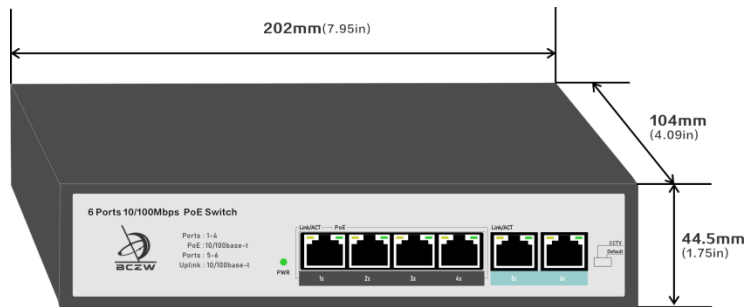 202mm(7.95in)
104mm
(4.09in)
44.5mm
(1.75in)
6 Ports 10/100Mbps PoE Switch
Ports : 1-4
PoE :10/100base-t
Ports : 5-6
Uplink : 10/100base-t
BCZW
PWR
Link/ACT PoE
1x 2x 3x 4x
Link/ACT
5x 6x
CCTV
Default